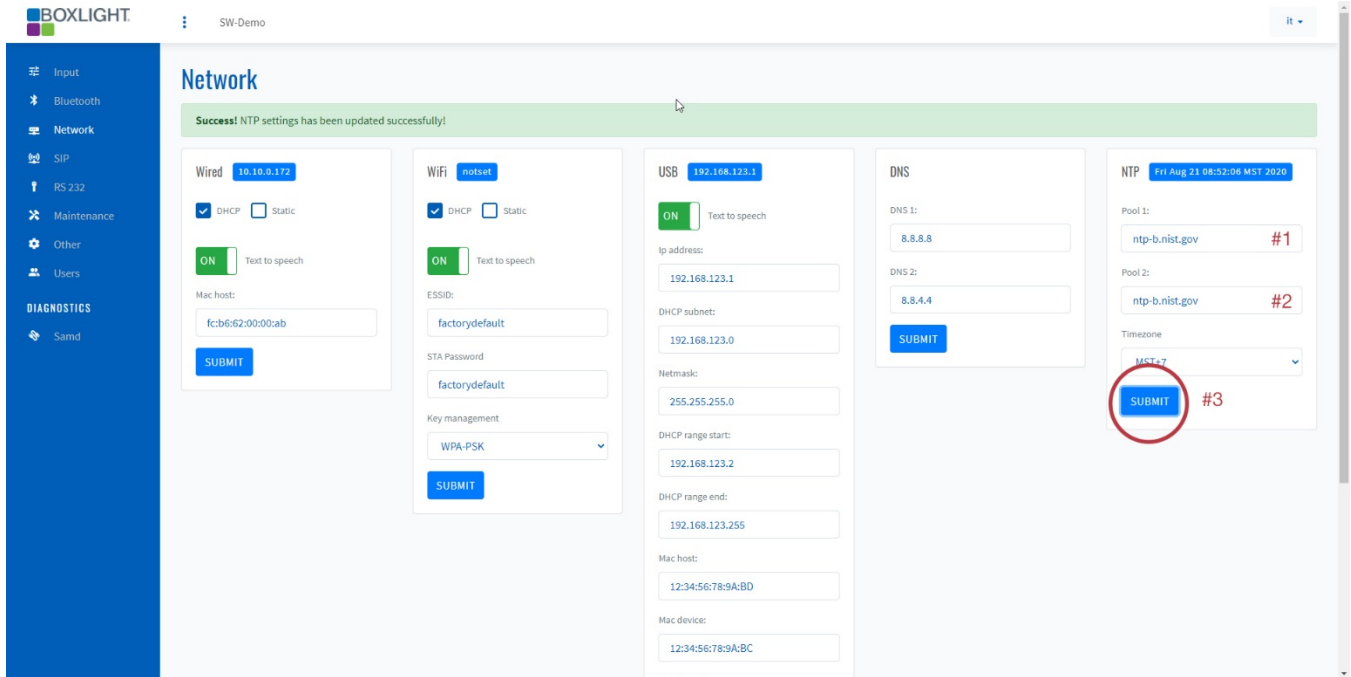 BOXLIGHT
SW-Demo
it
Input
Bluetooth
Network
SIP
RS 232
Maintenance
Other
Users
DIAGNOSTICS
Samd
Network
Success! NTP settings has been updated successfully!
Wired 10.10.0.172
DHCP Static
ON Text to speech
Mac host:
fc:b6:62:00:00:ab
SUBMIT
WiFi notset
DHCP Static
ON Text to speech
ESSID:
factorydefault
STA Password
factorydefault
Key management
WPA-PSK
SUBMIT
USB 192.168.123.1
ON Text to speech
Ip address:
192.168.123.1
DHCP subnet:
192.168.123.0
Netmask:
255.255.255.0
DHCP range start:
192.168.123.2
DHCP range end:
192.168.123.255
Mac host:
12:34:56:78:9A:BD
Mac device:
12:34:56:78:9A:BC
DNS
DNS 1:
8.8.8.8
DNS 2:
8.8.4.4
SUBMIT
NTP Fri Aug 21 08:52:06 MST 2020
Pool 1:
ntp-b.nist.gov #1
Pool 2:
ntp-b.nist.gov #2
Timezone
MST+7
SUBMIT #3